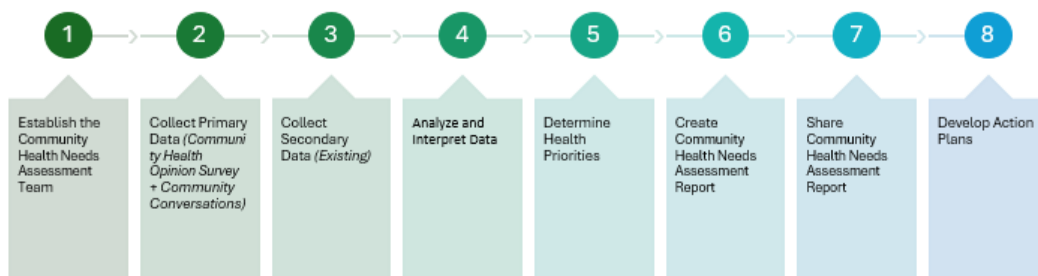 1
2
3
4
5
6
7
8
Establish the
Community
Health Needs
Assessment
Team
Collect Primary
Data (Communi
ty Health
Opinion Survey
+ Community
Conversations)
Collect
Secondary
Data (Existing)
Analyze and
Interpret Data
Determine
Health
Priorities
Create
Community
Health Needs
Assessment
Report
Share
Community
Health Needs
Assessment
Report
Develop Action
Plans